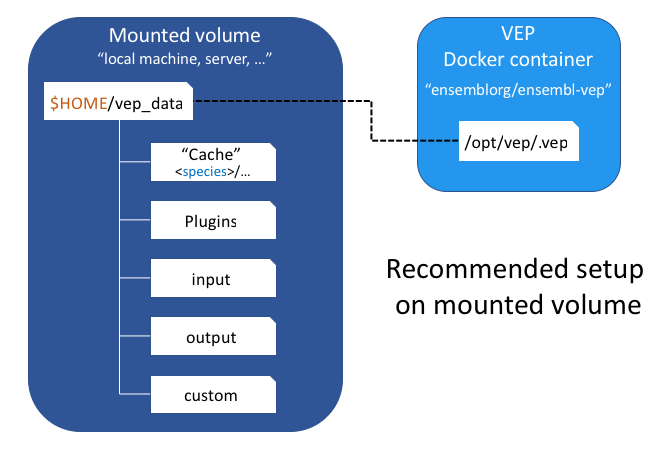 Mounted volume
“local machine, server, …”
$HOME/vep_data
“Cache”
<species>/…
Plugins
input
output
custom
VEP
Docker container
“ensemblorg/ensembl-vep”
/opt/vep/.vep
Recommended setup
on mounted volume